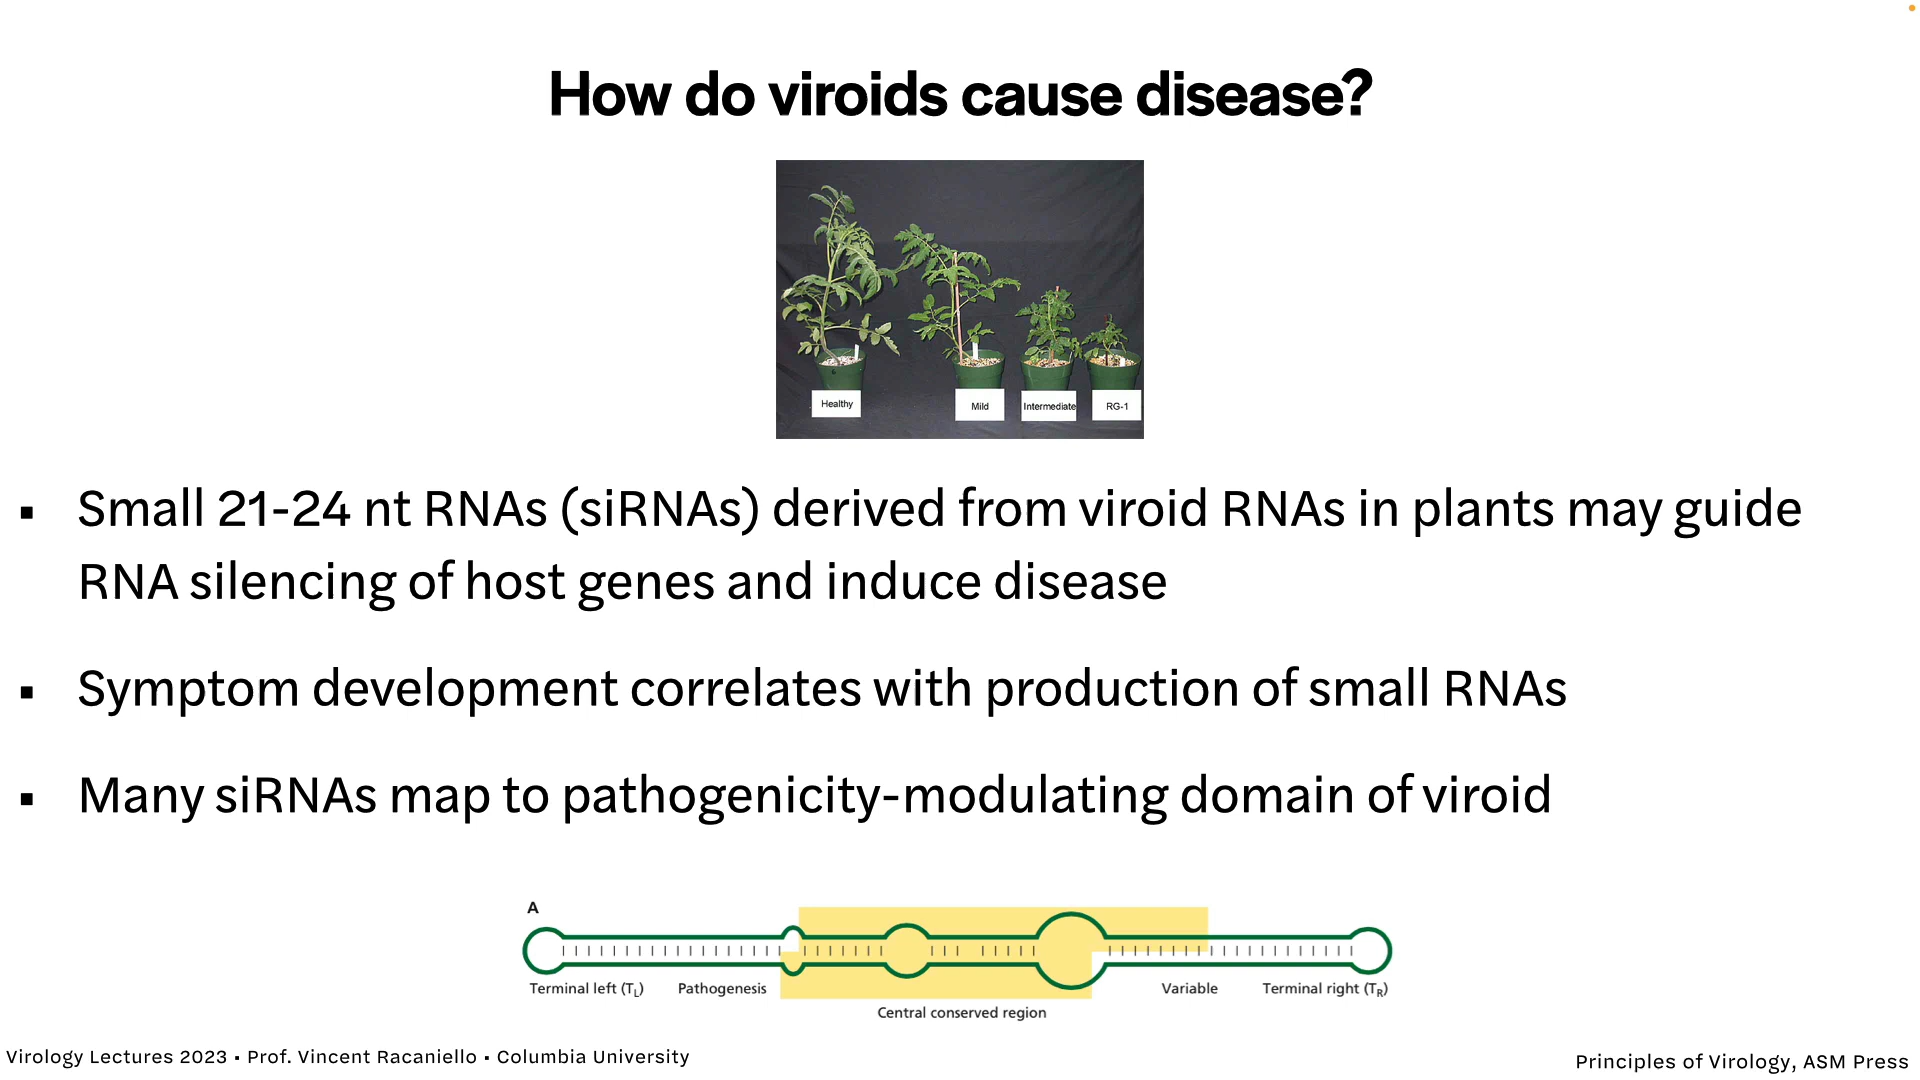 How do viroids cause disease?
Healthy
Mild
Intermediate
RG-1
▪ Small 21-24 nt RNAs (siRNAs) derived from viroid RNAs in plants may guide
RNA silencing of host genes and induce disease
▪ Symptom development correlates with production of small RNAs
▪ Many siRNAs map to pathogenicity-modulating domain of viroid
A
Terminal left (TL) Pathogenesis Variable Terminal right (TR)
Central conserved region
Virology Lectures 2023 • Prof. Vincent Racaniello • Columbia University
Principles of Virology, ASM Press